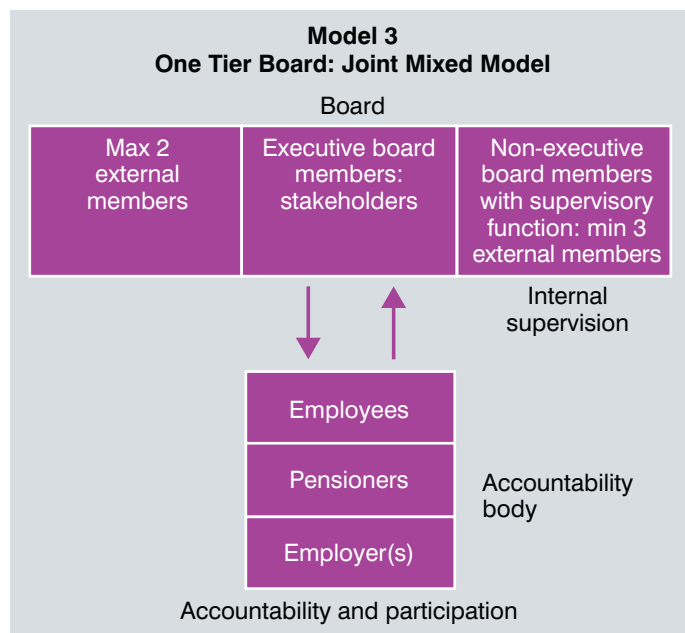 Model 3
One Tier Board: Joint Mixed Model
Board
Max 2
external
members
Executive board
members:
stakeholders
Non-executive
board members
with supervisory
function: min 3
external members
Internal
supervision
Employees
Pensioners
Employer(s)
Accountability
body
Accountability and participation